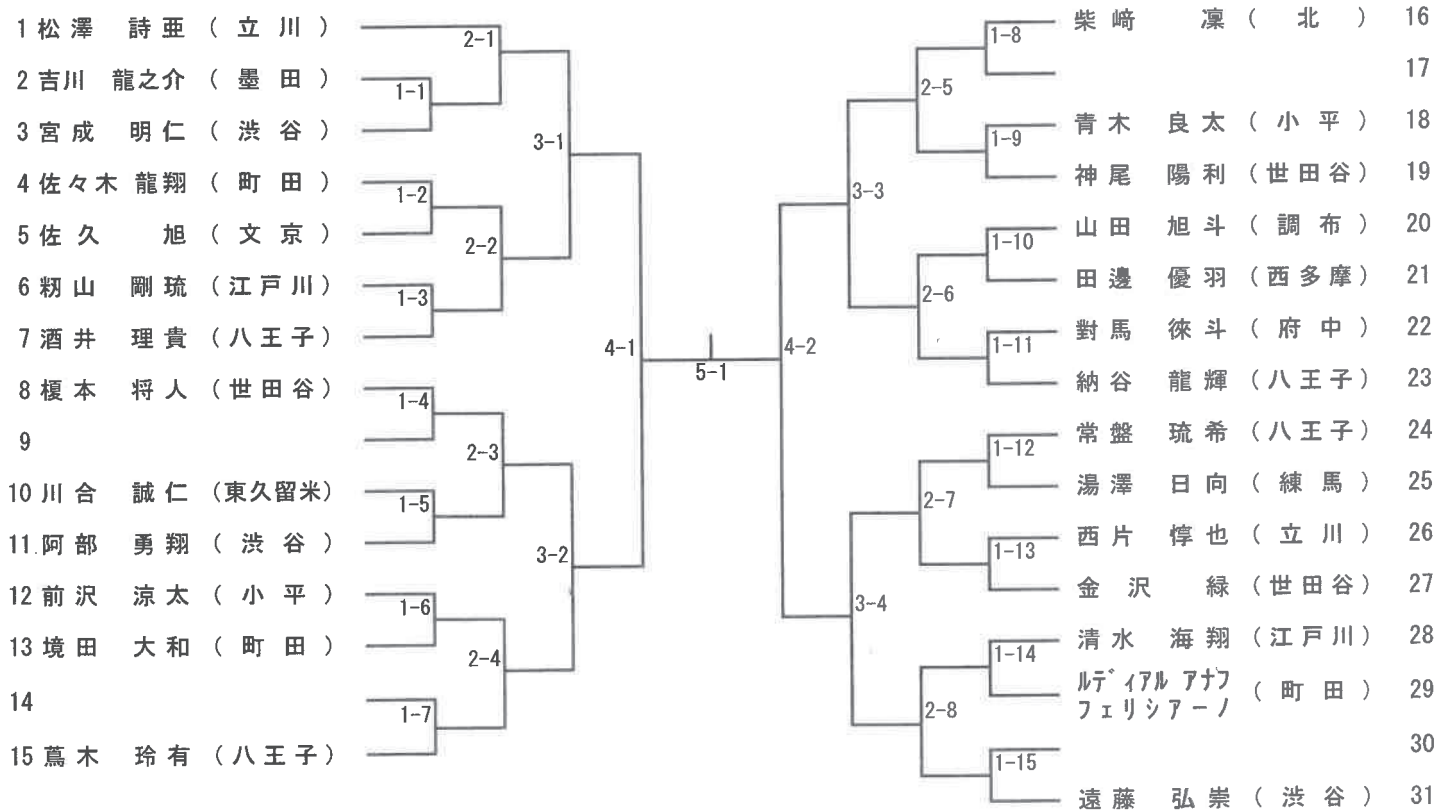 1 松澤 詩亜 (立川)
2 吉川 龍之介 (墨田)
3 宮成 明仁 (渋谷)
4 佐々木 龍翔 (町田)
5 佐久 旭 (文京)
6 籾山 剛琉 (江戸川)
7 酒井 理貴 (八王子)
8 榎本 将人 (世田谷)
9
10 川合 誠仁 (東久留米)
11 阿部 勇翔 (渋谷)
12 前沢 涼太 (小平)
13 境田 大和 (町田)
14
15 蔦木 玲有 (八王子)
1-1
1-2
1-3
1-4
1-5
1-6
1-7
2-1
2-2
2-3
2-4
3-1
3-2
4-1
5-1
4-2
3-3
3-4
2-5
2-6
2-7
2-8
1-8
1-9
1-10
1-11
1-12
1-13
1-14
1-15
柴﨑 凜 (北) 16
17
青木 良太 (小平) 18
神尾 陽利 (世田谷) 19
山田 旭斗 (調布) 20
田邊 優羽 (西多摩) 21
對馬 徠斗 (府中) 22
納谷 龍輝 (八王子) 23
常盤 琉希 (八王子) 24
湯澤 日向 (練馬) 25
西片 惇也 (立川) 26
金沢 緑 (世田谷) 27
清水 海翔 (江戸川) 28
ルディアル アナフ
フェリシアーノ (町田) 29
30
遠藤 弘崇 (渋谷) 31